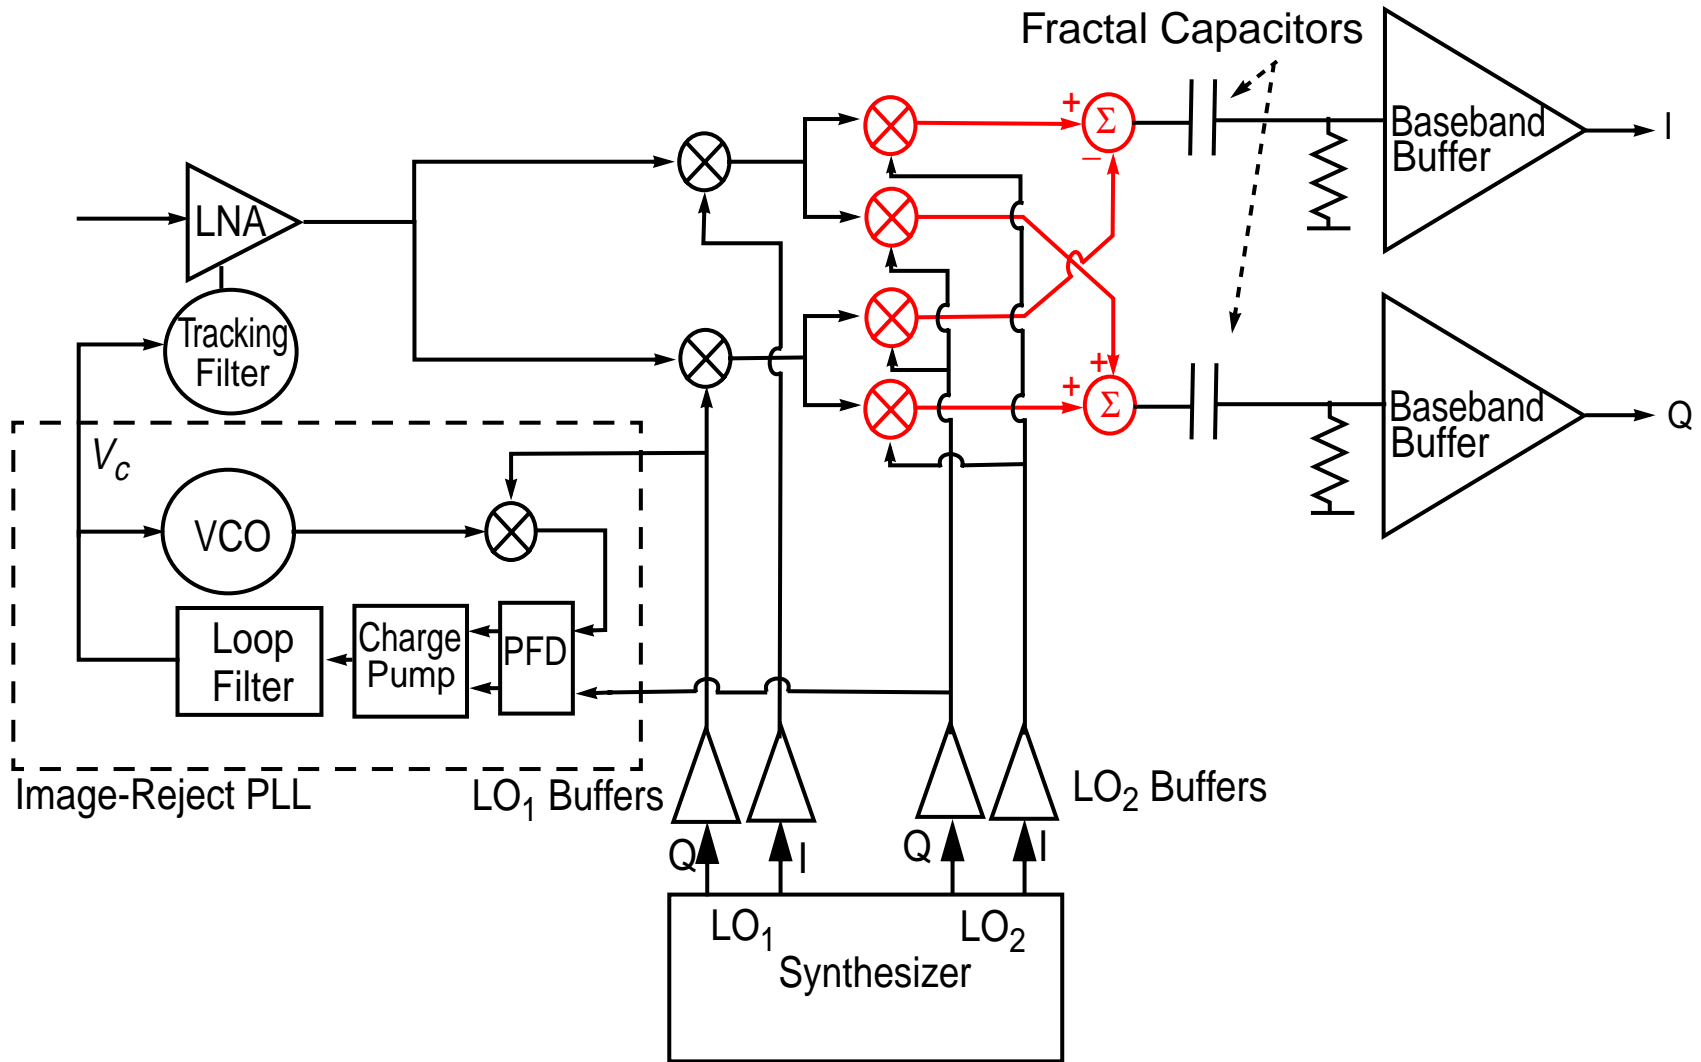 Fractal Capacitors
+
Σ
−
Baseband
Buffer
I
LNA
Tracking
Filter
+
+
Σ
Baseband
Buffer
Q
Vc
VCO
Loop
Filter
Charge
Pump
PFD
Image-Reject PLL
LO1 Buffers
LO2 Buffers
Q
I
Q
I
LO1
LO2
Synthesizer